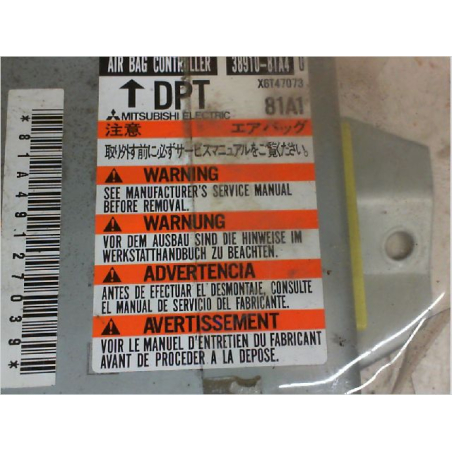 AIR BAG CONTROLLER 38910-81A4 0
X6T47073
↑ DPT 81A1
MITSUBISHI ELECTRIC
注意 エアバッグ
取り外す前に必ずサービスマニュアルをご覧ください。
WARNING
SEE MANUFACTURER'S SERVICE MANUAL
BEFORE REMOVAL.
WARNUNG
VOR DEM AUSBAU SIND DIE HINWEISE IM
WERKSTATTHANDBUCH ZU BEACHTEN.
ADVERTENCIA
ANTES DE EFECTUAR EL DESMONTAJE, CONSULTE
EL MANUAL DE SERVICIO DEL FABRICANTE.
AVERTISSEMENT
VOIR LE MANUEL D'ENTRETIEN DU FABRICANT
AVANT DE PROCEDER A LA DEPOSE.
*81A49127039*